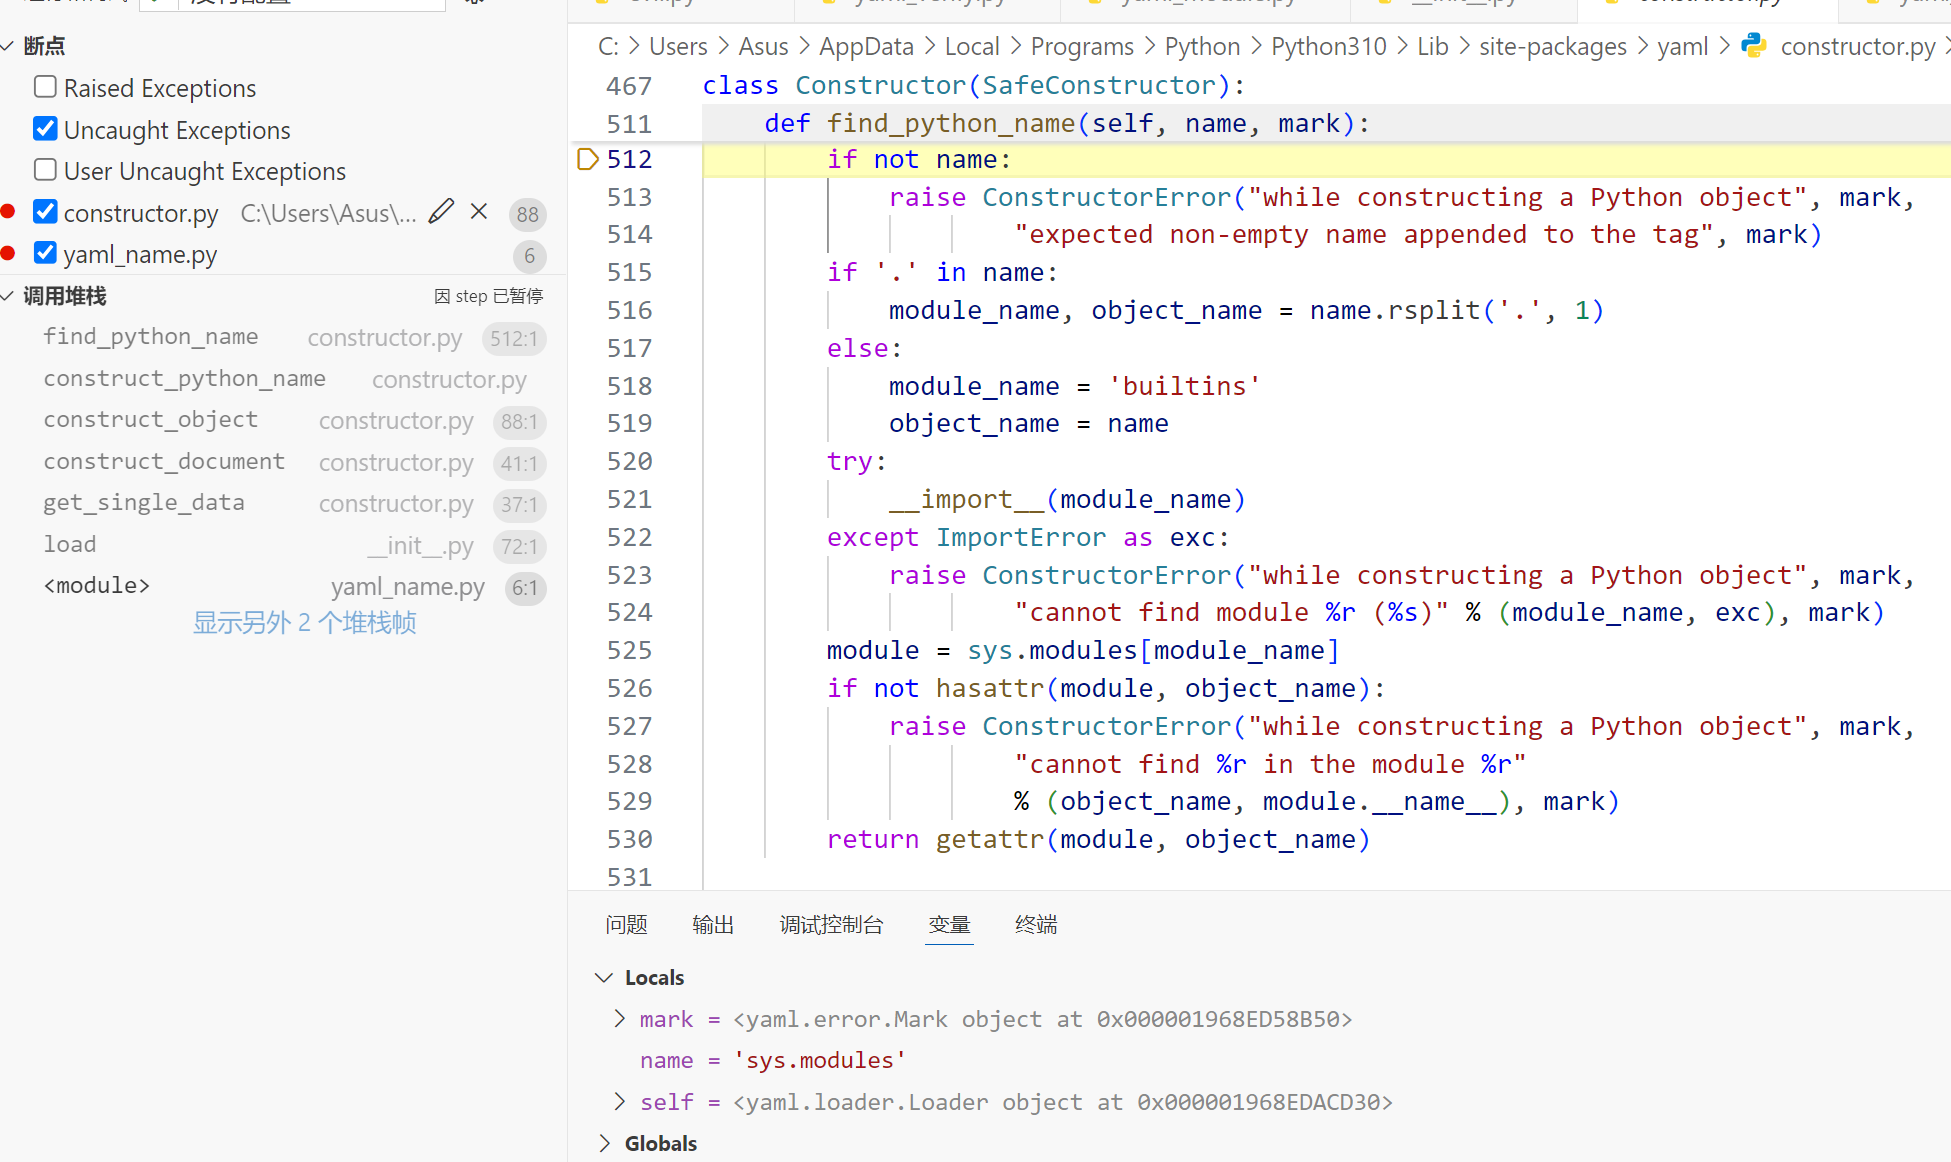 断点
Raised Exceptions
Uncaught Exceptions
User Uncaught Exceptions
constructor.py C:\Users\Asus\... 88
yaml_name.py 6
调用堆栈 因 step 已暂停
find_python_name constructor.py 512:1
construct_python_name constructor.py
construct_object constructor.py 88:1
construct_document constructor.py 41:1
get_single_data constructor.py 37:1
load __init__.py 72:1
<module> yaml_name.py 6:1
显示另外 2 个堆栈帧
C: > Users > Asus > AppData > Local > Programs > Python > Python310 > Lib > site-packages > yaml > constructor.py >
467 class Constructor(SafeConstructor):
511     def find_python_name(self, name, mark):
512         if not name:
513             raise ConstructorError("while constructing a Python object", mark,
514                     "expected non-empty name appended to the tag", mark)
515         if '.' in name:
516             module_name, object_name = name.rsplit('.', 1)
517         else:
518             module_name = 'builtins'
519             object_name = name
520         try:
521             __import__(module_name)
522         except ImportError as exc:
523             raise ConstructorError("while constructing a Python object", mark,
524                     "cannot find module %r (%s)" % (module_name, exc), mark)
525         module = sys.modules[module_name]
526         if not hasattr(module, object_name):
527             raise ConstructorError("while constructing a Python object", mark,
528                     "cannot find %r in the module %r"
529                     % (object_name, module.__name__), mark)
530         return getattr(module, object_name)
531
问题 输出 调试控制台 变量 终端
Locals
mark = <yaml.error.Mark object at 0x000001968ED58B50>
name = 'sys.modules'
self = <yaml.loader.Loader object at 0x000001968EDACD30>
Globals